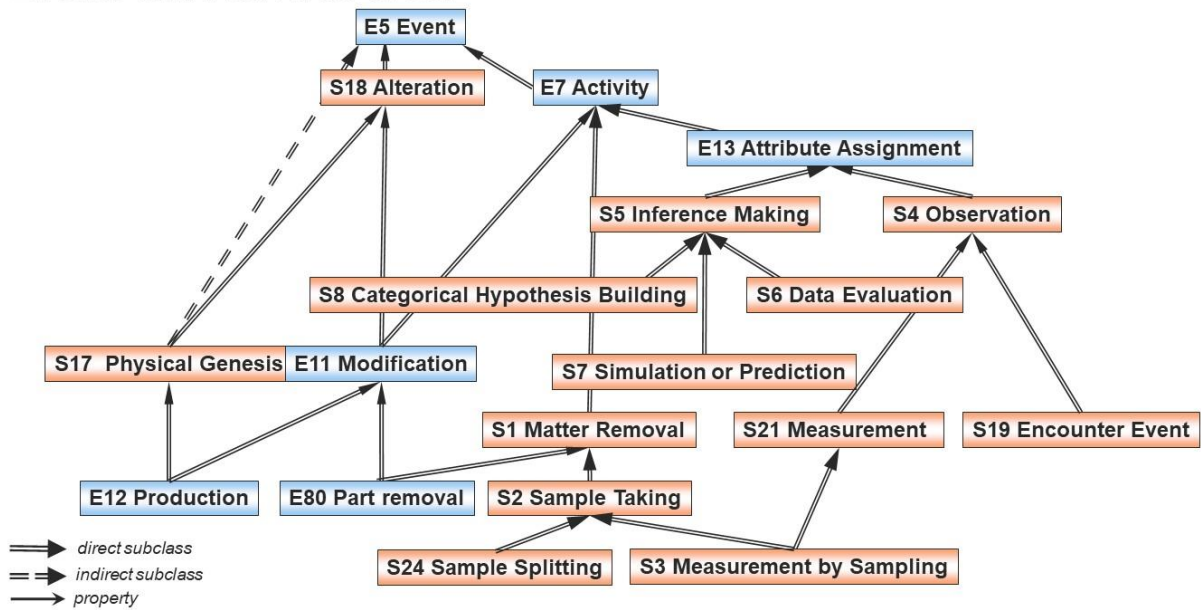 E5 Event
S18 Alteration
E7 Activity
E13 Attribute Assignment
S5 Inference Making
S4 Observation
S8 Categorical Hypothesis Building
S6 Data Evaluation
S17 Physical Genesis
E11 Modification
S7 Simulation or Prediction
S1 Matter Removal
S21 Measurement
S19 Encounter Event
E12 Production
E80 Part removal
S2 Sample Taking
S24 Sample Splitting
S3 Measurement by Sampling
direct subclass
indirect subclass
property